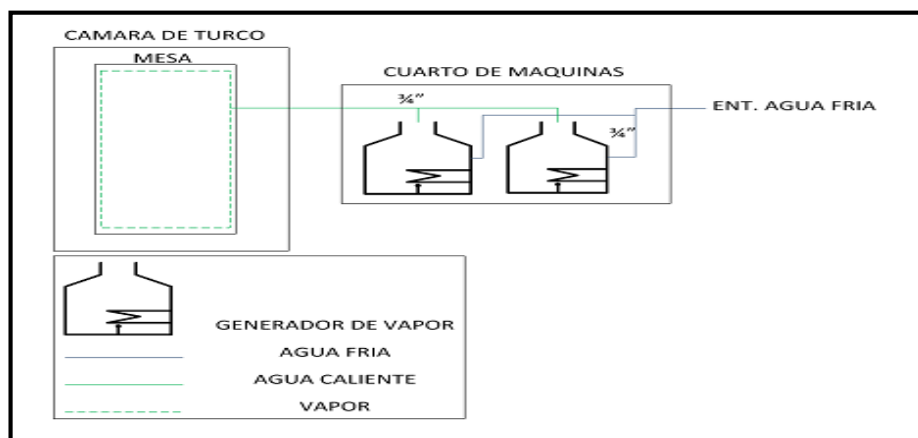 CAMARA DE TURCO
MESA
CUARTO DE MAQUINAS
¾”
ENT. AGUA FRIA
¾”
GENERADOR DE VAPOR
AGUA FRIA
AGUA CALIENTE
VAPOR